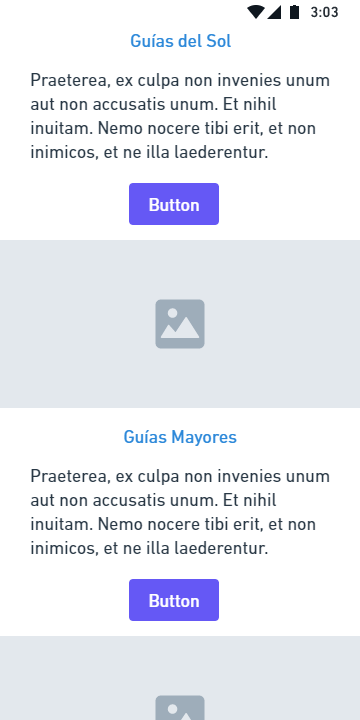 3:03
Guías del Sol
Praeterea, ex culpa non invenies unum
aut non accusatis unum. Et nihil
inuitam. Nemo nocere tibi erit, et non
inimicos, et ne illa laederentur.
Button
Guías Mayores
Praeterea, ex culpa non invenies unum
aut non accusatis unum. Et nihil
inuitam. Nemo nocere tibi erit, et non
inimicos, et ne illa laederentur.
Button